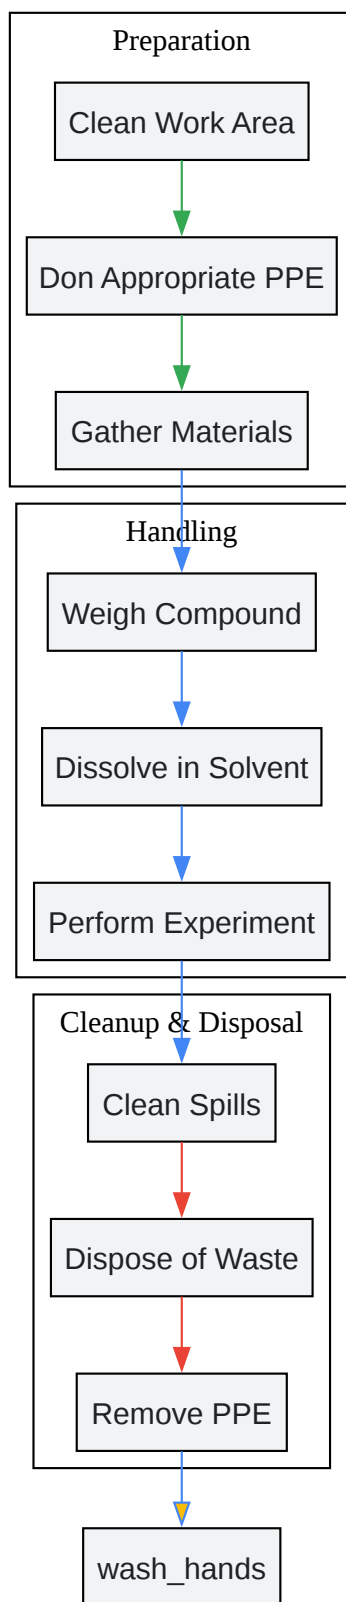 Preparation
Clean Work Area
Don Appropriate PPE
Gather Materials
Handling
Weigh Compound
Dissolve in Solvent
Perform Experiment
Cleanup & Disposal
Clean Spills
Dispose of Waste
Remove PPE
wash_hands